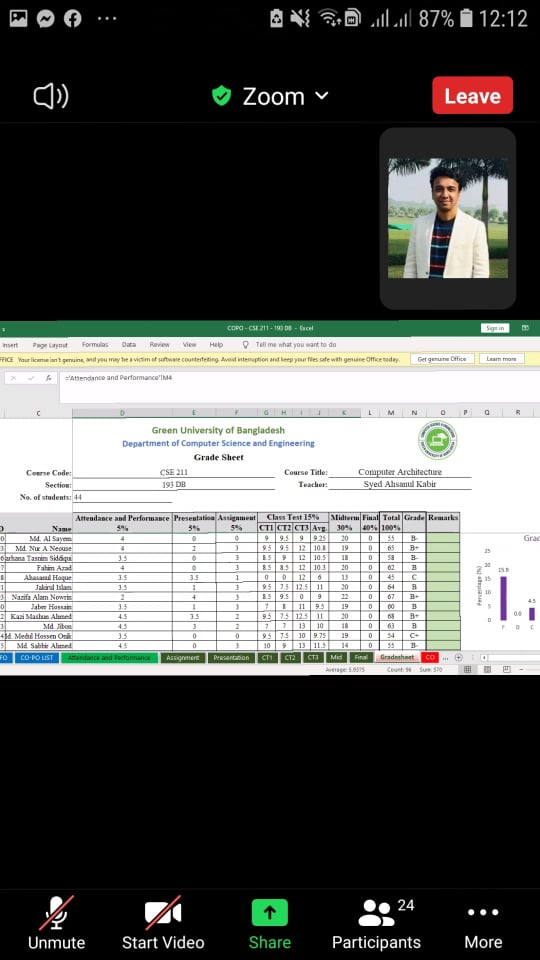 87% 12:12
Zoom
Leave
COPO - CSE 211 - 193 DB - Excel
Sign in
Insert Page Layout Formulas Data Review View Help Tell me what you want to do
FFICE Your license isn't genuine, and you may be a victim of software counterfeiting. Avoid interruption and keep your files safe with genuine Office today. Get genuine Office Learn more
fx ='Attendance and Performance'!M4
C D E F G H I J K L M N O P Q R
Green University of Bangladesh
Department of Computer Science and Engineering
Grade Sheet
Course Code: CSE 211 Course Title: Computer Architecture
Section: 193 DB Teacher: Syed Ahsanul Kabir
No. of students: 44
Attendance and Performance Presentation Assignment Class Test 15% Midterm Final Total Grade Remarks
Name 5% 5% 5% CT1 CT2 CT3 Avg. 30% 40% 100%
Md. Al Sayem 4 0 0 9 9.5 9 9.25 20 0 55 B-
Md. Nur A Neouse 4 2 3 9.5 9.5 12 10.8 19 0 65 B+
arhana Tasnim Siddiqui 3.5 0 3 8.5 9 12 10.5 18 0 58 B-
Fahim Azad 4 0 3 8.5 8.5 12 10.3 20 0 62 B
Ahasanul Hoque 3.5 3.5 1 0 0 12 6 13 0 45 C
Jakirul Islam 3.5 1 3 9.5 7.5 12.5 11 20 0 64 B
Nazifa Alam Nowrin 2 4 3 8.5 9.5 0 9 22 0 67 B+
Jaber Hossain 3.5 1 3 7 8 11 9.5 19 0 60 B
Kazi Mashun Ahmed 4.5 3.5 2 9 7.5 12.5 11 20 0 68 B+
Md. Jibon 4.5 3 2 7 7 13 10 18 0 63 B
Md. Medul Hossen Onik 3.5 0 0 9.5 7.5 10 9.75 19 0 54 C+
Md. Sabbir Ahmed 4.5 0 3 10 9 13 11.5 14 0 55 B-
Grad
Percentage (%)
25
20
15
10
5
0
15.9
0.0
4.5
F D C
FO CO-PO LIST Attendance and Performance Assignment Presentation CT1 CT2 CT3 Mid Final Gradesheet CO ...
Average: 5.9375 Count: 96 Sum: 570
Unmute Start Video Share Participants 24 More